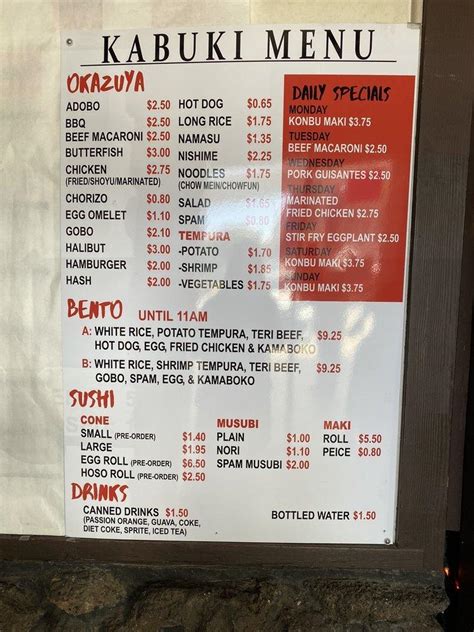 KABUKI MENU
OKAZUYA
ADOBO $2.50
BBQ $2.50
BEEF MACARONI $2.50
BUTTERFISH $3.00
CHICKEN $2.75
(FRIED/SHOYU/MARINATED)
CHORIZO $0.80
EGG OMELET $1.10
GOBO $2.10
HALIBUT $3.00
HAMBURGER $2.00
HASH $2.00
HOT DOG $0.65
LONG RICE $1.75
NAMASU $1.35
NISHIME $2.25
NOODLES $1.75
(CHOW MEIN/CHOWFUN)
SALAD $1.65
SPAM $0.80
TEMPURA
-POTATO $1.70
-SHRIMP $1.85
-VEGETABLES $1.75
DAILY SPECIALS
MONDAY
KONBU MAKI $3.75
TUESDAY
BEEF MACARONI $2.50
WEDNESDAY
PORK GUISANTES $2.50
THURSDAY
MARINATED
FRIED CHICKEN $2.75
FRIDAY
STIR FRY EGGPLANT $2.50
SATURDAY
KONBU MAKI $3.75
SUNDAY
KONBU MAKI $3.75
BENTO UNTIL 11AM
A: WHITE RICE, POTATO TEMPURA, TERI BEEF, $9.25
HOT DOG, EGG, FRIED CHICKEN & KAMABOKO
B: WHITE RICE, SHRIMP TEMPURA, TERI BEEF, $9.25
GOBO, SPAM, EGG, & KAMABOKO
SUSHI
CONE
SMALL (PRE-ORDER) $1.40
LARGE $1.95
EGG ROLL (PRE-ORDER) $6.50
HOSO ROLL (PRE-ORDER) $2.50
MUSUBI
PLAIN $1.00
NORI $1.10
SPAM MUSUBI $2.00
MAKI
ROLL $5.50
PEICE $0.80
DRINKS
CANNED DRINKS $1.50
(PASSION ORANGE, GUAVA, COKE,
DIET COKE, SPRITE, ICED TEA)
BOTTLED WATER $1.50